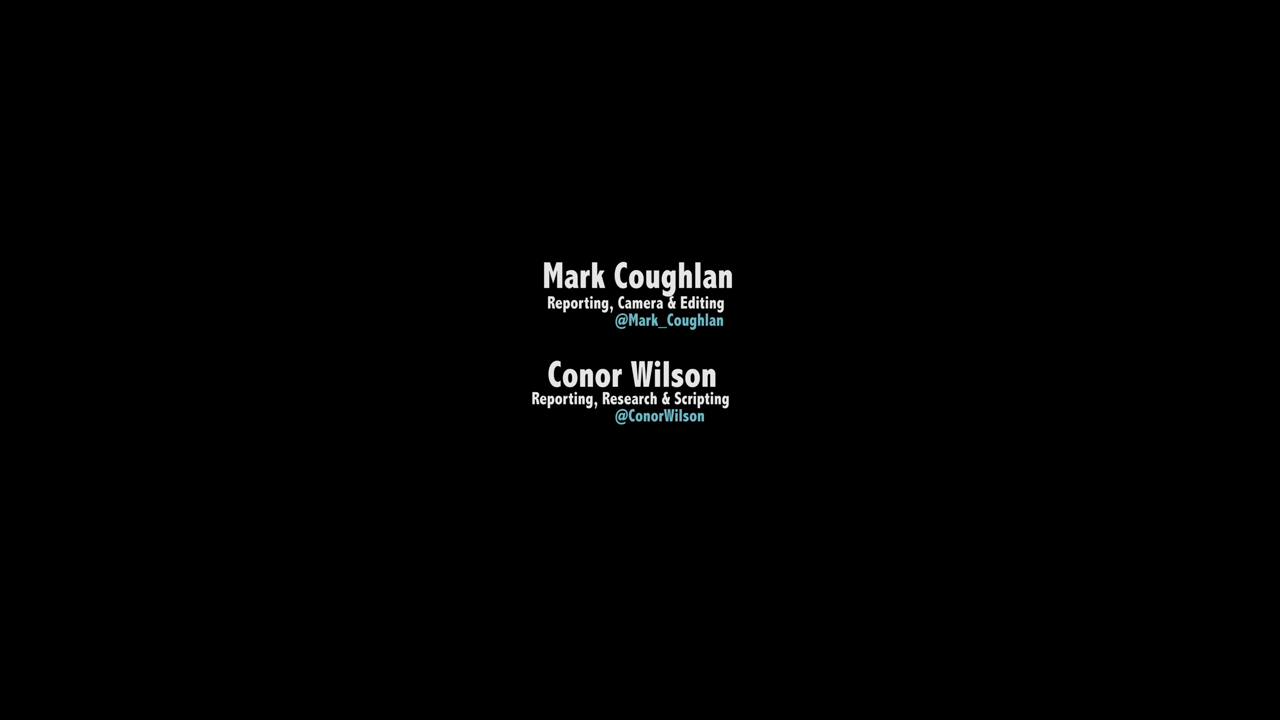 Mark Coughlan
Reporting, Camera & Editing
@Mark_Coughlan
Conor Wilson
Reporting, Research & Scripting
@ConorWilson